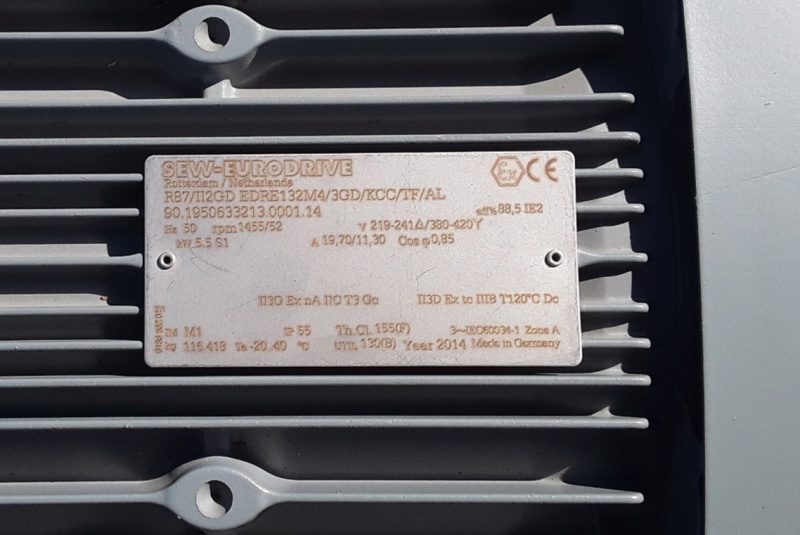 SEW-EURODRIVE
Ex CE
Rotterdam / Netherlands
R87/II2GD EDRE132M4/3GD/KCC/TF/AL
90.1950633213.0001.14 eff% 88,5 IE2
Hz 50 rpm 1455/52 V 219-241Δ/380-420Y
kW 5.5 S1 A 19,70/11,30 Cos φ 0,85
II3G Ex nA IIC T3 Gc II3D Ex tc IIIB T120°C Dc
IM M1 IP 55 Th.Cl. 155(F) 3~IEC60034-1 Zone A
kg 116.418 Ta -20..40 °C UTIL 130(B) Year 2014 Made in Germany